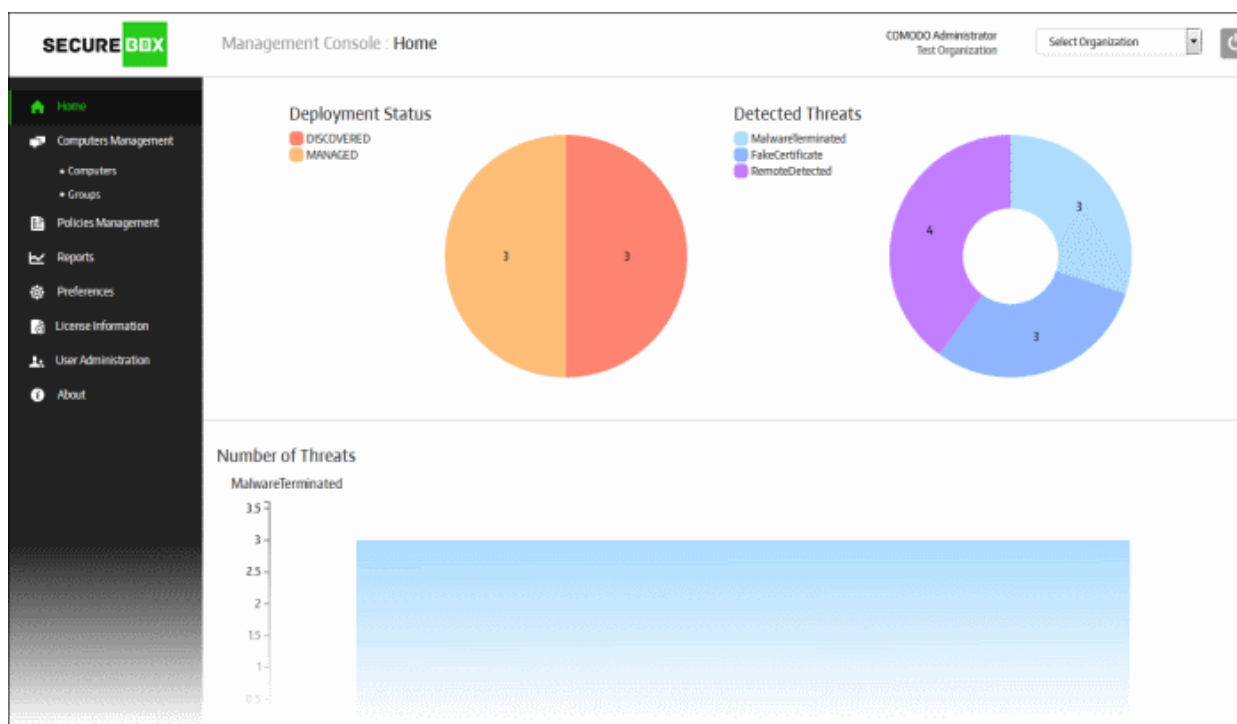 SECURE BOX
Management Console : Home
COMODO Administrator
Test Organization
Select Organization
Home
Computers Management
Computers
Groups
Policies Management
Reports
Preferences
License Information
User Administration
About
Deployment Status
DISCOVERED
MANAGED
3
3
Detected Threats
MalwareTerminated
FakeCertificate
RemoteDetected
3
4
3
Number of Threats
MalwareTerminated
3.5
3
2.5
2
1.5
1
0.5